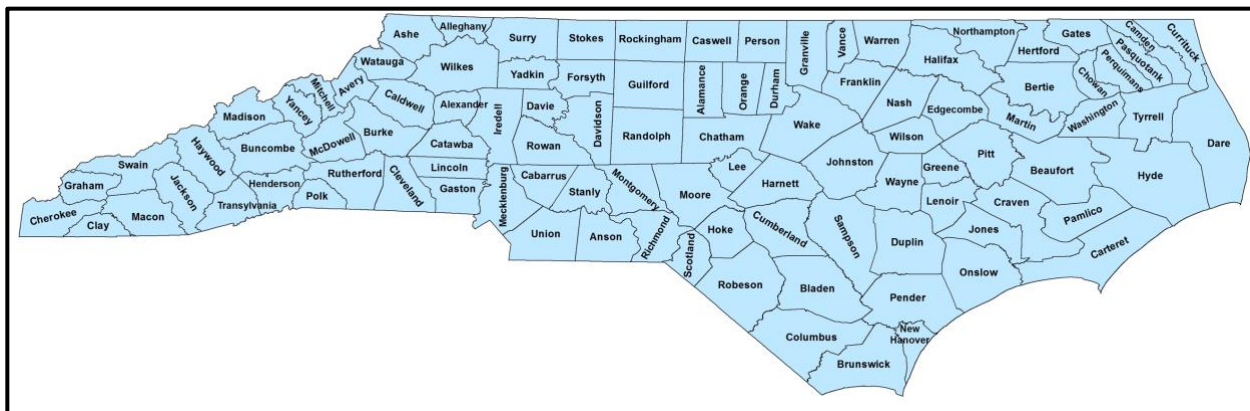 Alleghany
Ashe
Surry
Stokes
Rockingham
Caswell
Person
Granville
Vance
Warren
Northampton
Gates
Camden
Currituck
Pasquotank
Perquimans
Chowan
Hertford
Halifax
Watauga
Wilkes
Yadkin
Forsyth
Guilford
Alamance
Orange
Durham
Franklin
Nash
Edgecombe
Bertie
Martin
Washington
Tyrrell
Dare
Mitchell
Avery
Yancey
Madison
Caldwell
Alexander
Iredell
Davie
Davidson
Randolph
Chatham
Wake
Wilson
Pitt
Beaufort
Hyde
Haywood
Buncombe
McDowell
Burke
Catawba
Rowan
Lincoln
Swain
Graham
Jackson
Henderson
Rutherford
Cleveland
Gaston
Mecklenburg
Cabarrus
Stanly
Montgomery
Moore
Lee
Harnett
Johnston
Wayne
Greene
Lenoir
Craven
Pamlico
Cherokee
Clay
Macon
Transylvania
Polk
Union
Anson
Richmond
Scotland
Hoke
Cumberland
Sampson
Duplin
Jones
Onslow
Carteret
Robeson
Bladen
Pender
Columbus
New
Hanover
Brunswick